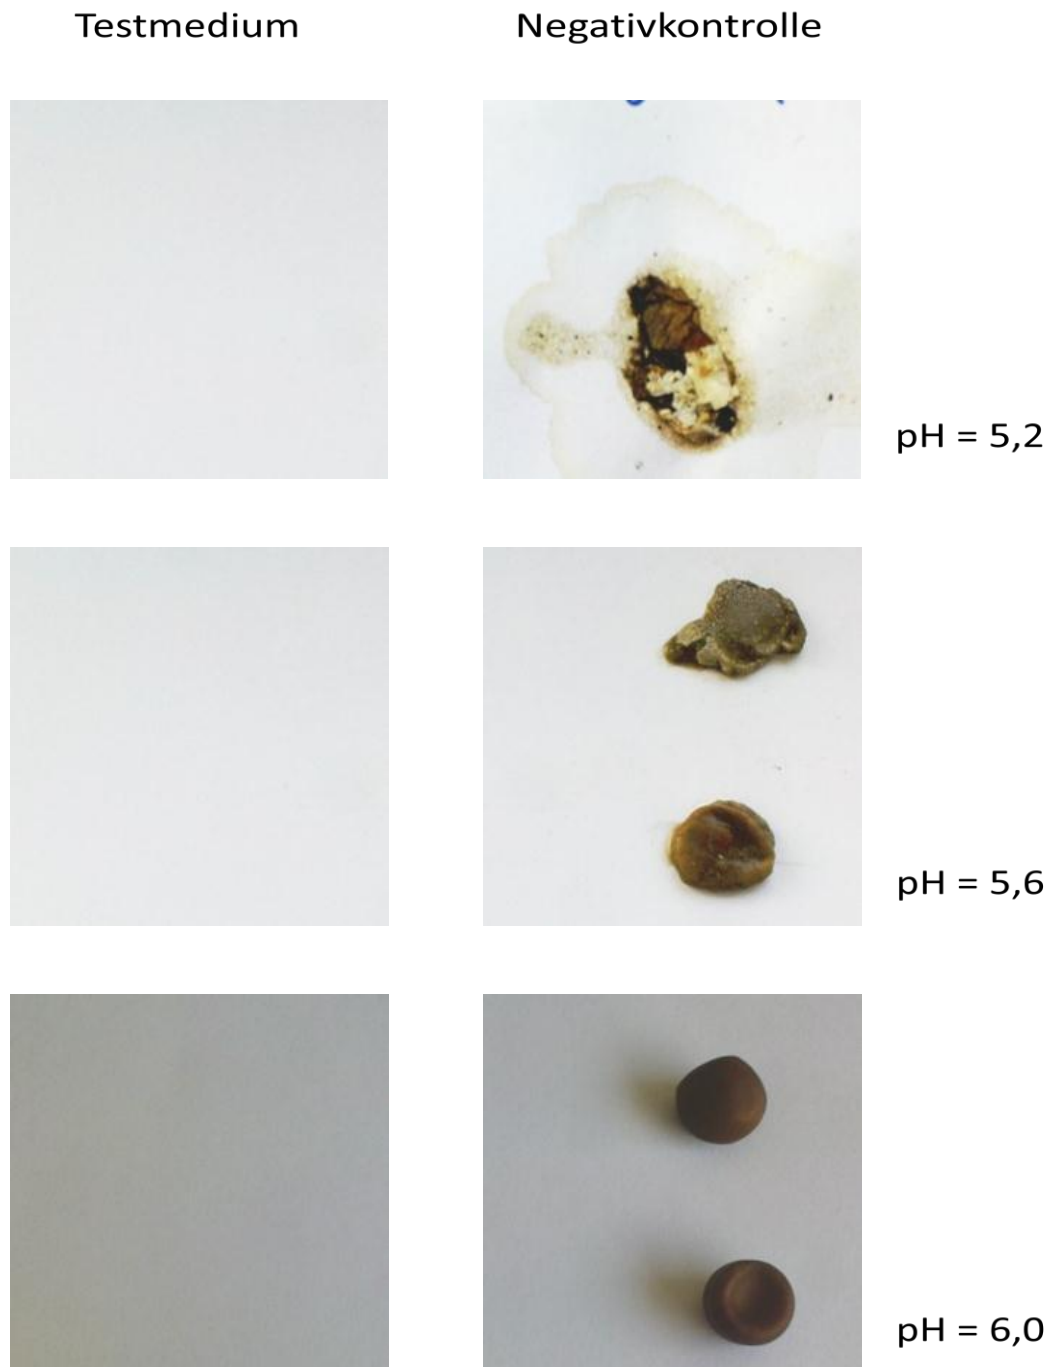 Testmedium
Negativkontrolle
pH = 5,2
pH = 5,6
pH = 6,0